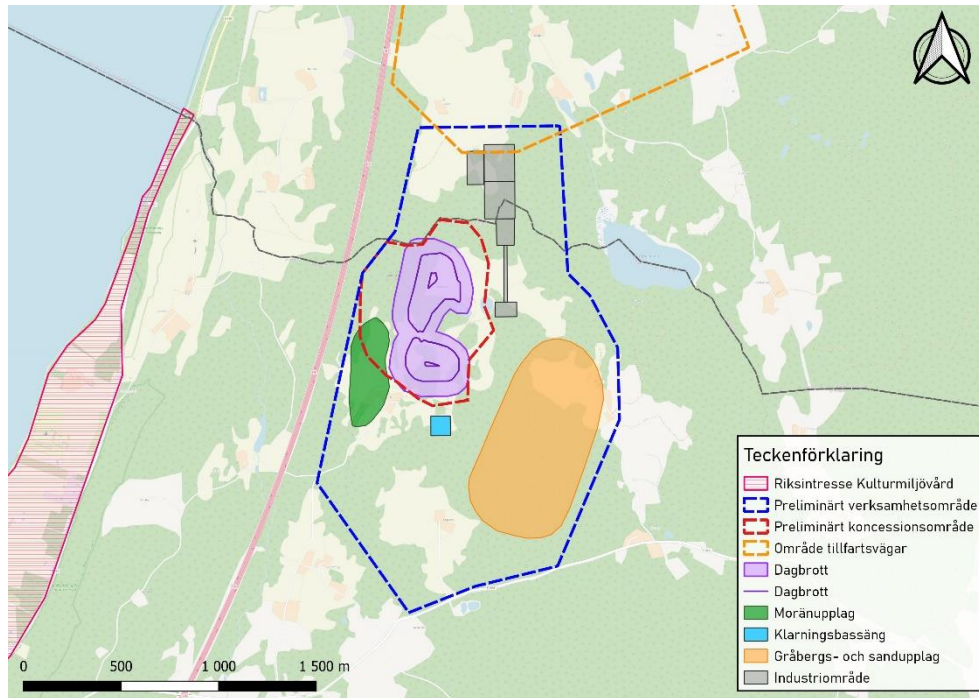 Teckenförklaring
Riksintresse Kulturmiljövård
Preliminärt verksamhetsområde
Preliminärt koncessionsområde
Område tillfartsvägar
Dagbrott
Dagbrott
Moränupplag
Klarningsbassäng
Gråbergs- och sandupplag
Industriområde
0 500 1 000 1 500 m